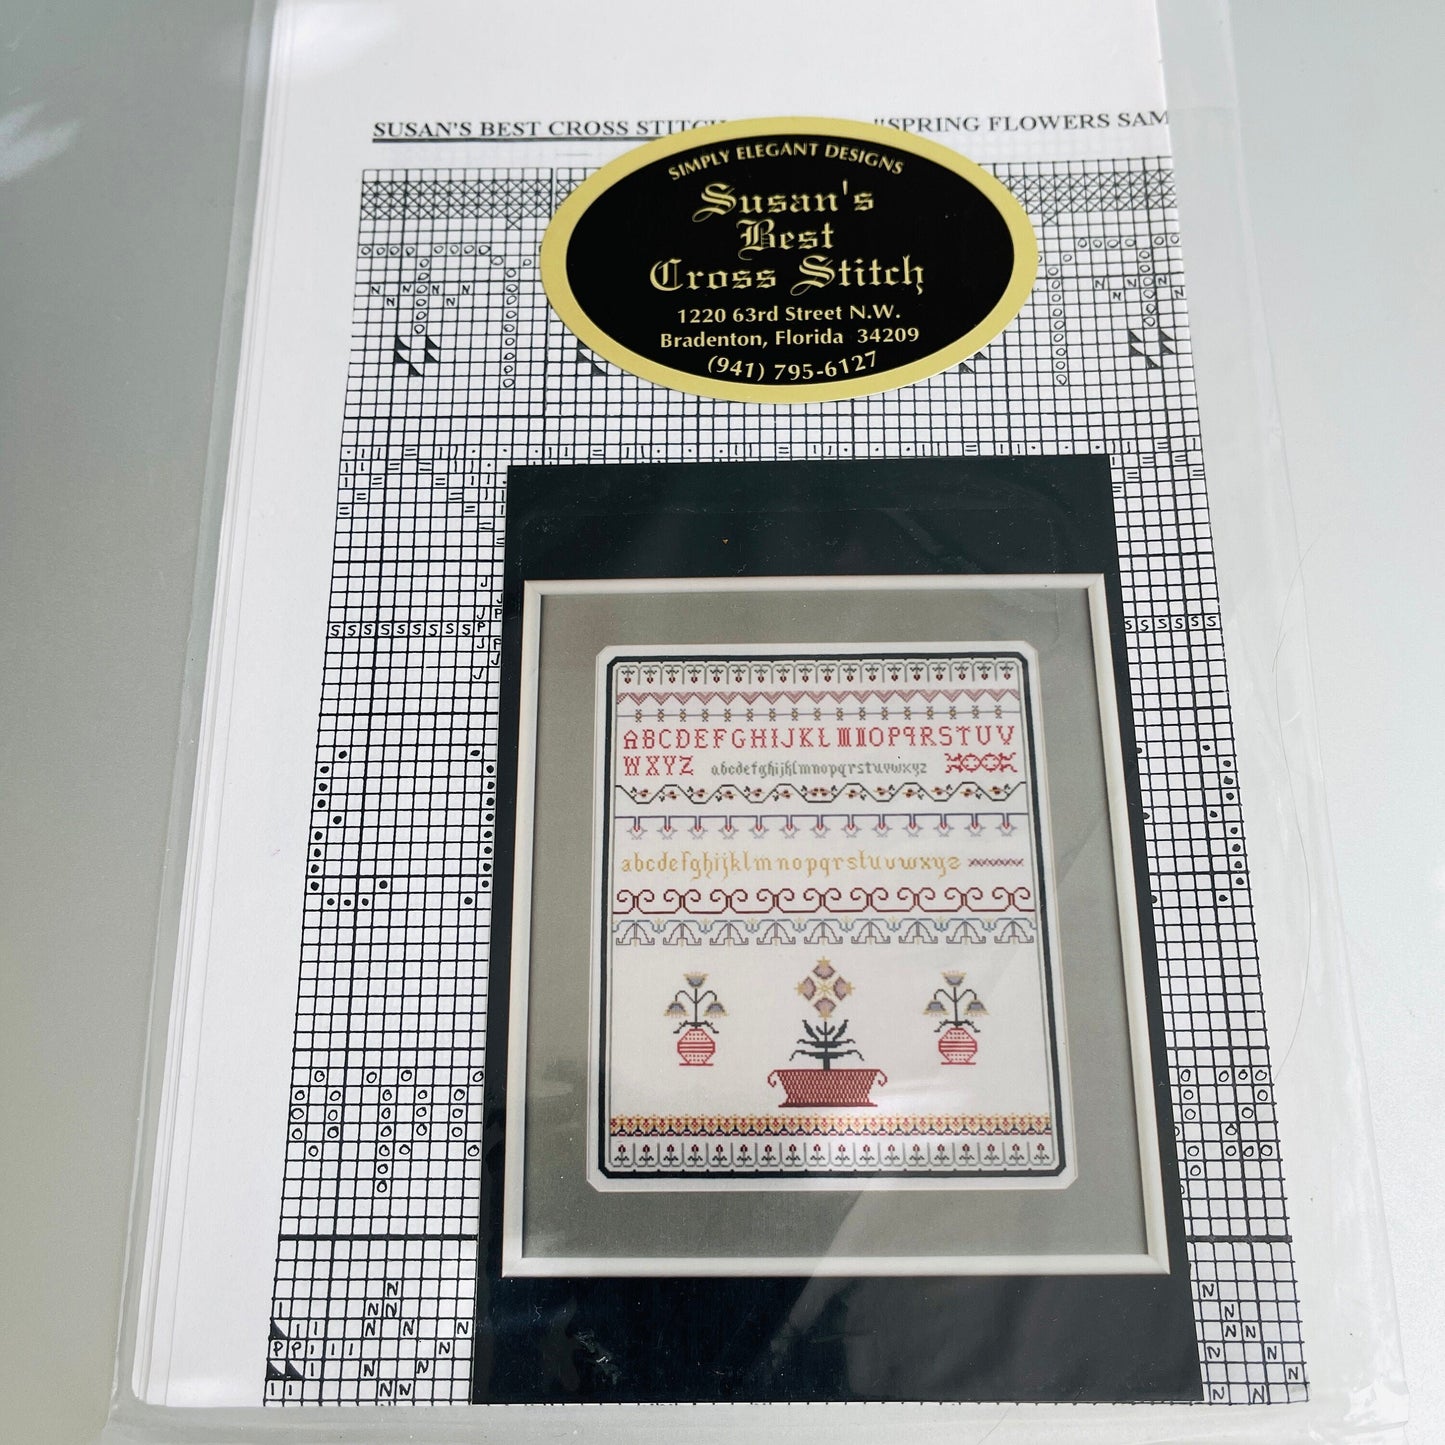 SUSAN'S BEST CROSS STITCH "SPRING FLOWERS SAM
SIMPLY ELEGANT DESIGNS
Susan's
Best
Cross Stitch
1220 63rd Street N.W.
Bradenton, Florida 34209
(941) 795-6127
ABCDEFGHIJKLMNOPQRSTUV
WXYZ abcdefghijklmnopqrstuvwxyz
abcdefghijklmnopqrstuvwxyz